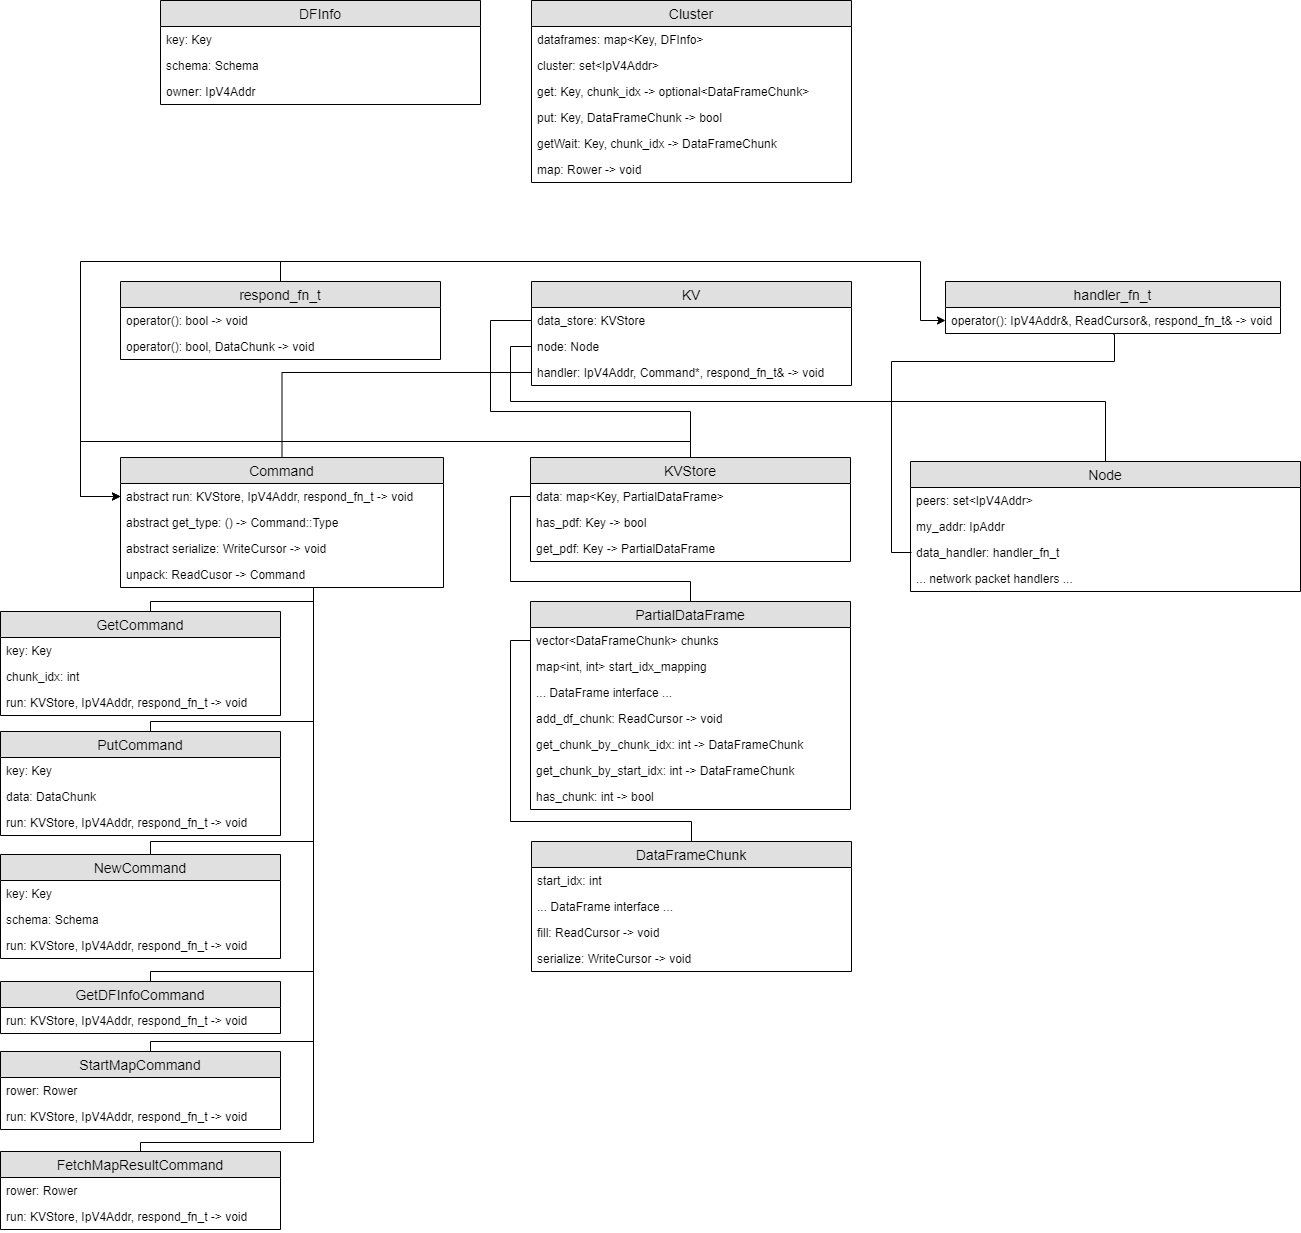 DFInfo
key: Key
schema: Schema
owner: IpV4Addr
Cluster
dataframes: map<Key, DFInfo>
cluster: set<IpV4Addr>
get: Key, chunk_idx -> optional<DataFrameChunk>
put: Key, DataFrameChunk -> bool
getWait: Key, chunk_idx -> DataFrameChunk
map: Rower -> void
respond_fn_t
operator(): bool -> void
operator(): bool, DataChunk -> void
KV
data_store: KVStore
node: Node
handler: IpV4Addr, Command*, respond_fn_t& -> void
handler_fn_t
operator(): IpV4Addr&, ReadCursor&, respond_fn_t& -> void
Command
abstract run: KVStore, IpV4Addr, respond_fn_t -> void
abstract get_type: () -> Command::Type
abstract serialize: WriteCursor -> void
unpack: ReadCusor -> Command
KVStore
data: map<Key, PartialDataFrame>
has_pdf: Key -> bool
get_pdf: Key -> PartialDataFrame
Node
peers: set<IpV4Addr>
my_addr: IpAddr
data_handler: handler_fn_t
... network packet handlers ...
GetCommand
key: Key
chunk_idx: int
run: KVStore, IpV4Addr, respond_fn_t -> void
PutCommand
key: Key
data: DataChunk
run: KVStore, IpV4Addr, respond_fn_t -> void
NewCommand
key: Key
schema: Schema
run: KVStore, IpV4Addr, respond_fn_t -> void
GetDFInfoCommand
run: KVStore, IpV4Addr, respond_fn_t -> void
StartMapCommand
rower: Rower
run: KVStore, IpV4Addr, respond_fn_t -> void
FetchMapResultCommand
rower: Rower
run: KVStore, IpV4Addr, respond_fn_t -> void
PartialDataFrame
vector<DataFrameChunk> chunks
map<int, int> start_idx_mapping
... DataFrame interface ...
add_df_chunk: ReadCursor -> void
get_chunk_by_chunk_idx: int -> DataFrameChunk
get_chunk_by_start_idx: int -> DataFrameChunk
has_chunk: int -> bool
DataFrameChunk
start_idx: int
... DataFrame interface ...
fill: ReadCursor -> void
serialize: WriteCursor -> void